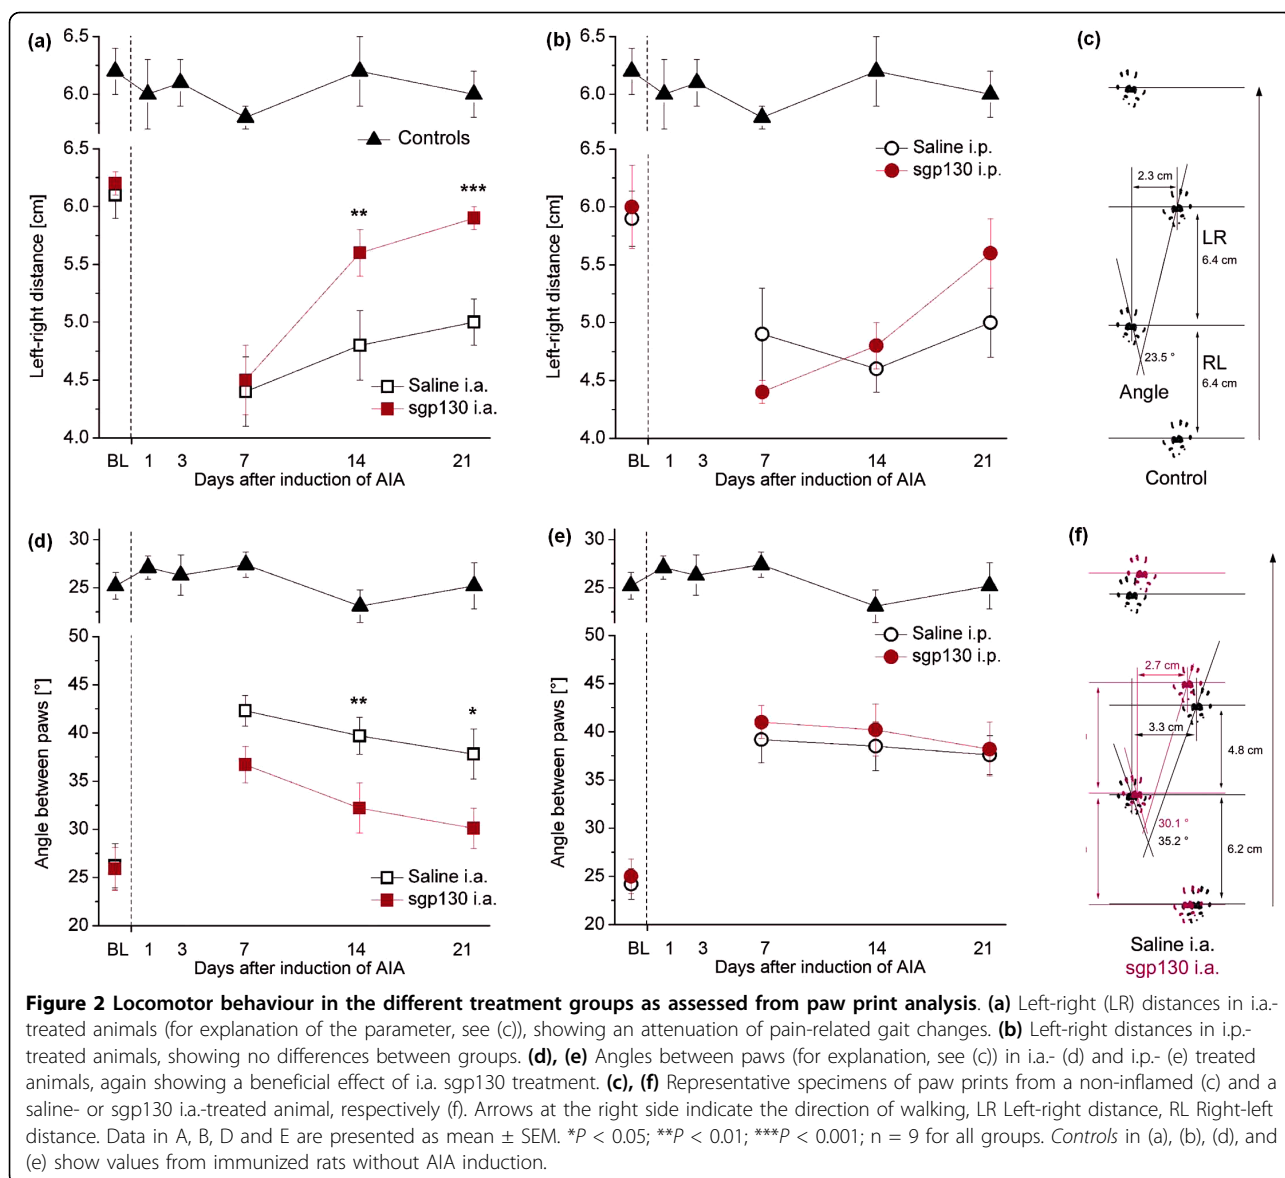 (a)
6.5
6.0
Controls
6.5
6.0
5.5
5.0
4.5
4.0
Left-right distance [cm]
**
***
Saline i.a.
sgp130 i.a.
BL 1 3 7 14 21
Days after induction of AIA
(b)
6.5
6.0
Saline i.p.
sgp130 i.p.
6.5
6.0
5.5
5.0
4.5
4.0
Left-right distance [cm]
BL 1 3 7 14 21
Days after induction of AIA
(c)
2.3 cm
LR
6.4 cm
23.5 °
Angle
RL
6.4 cm
Control
(d)
30
25
50
45
40
35
30
25
20
Angle between paws [°]
**
*
Saline i.a.
sgp130 i.a.
BL 1 3 7 14 21
Days after induction of AIA
(e)
30
25
Saline i.p.
sgp130 i.p.
50
45
40
35
30
25
20
Angle between paws [°]
BL 1 3 7 14 21
Days after induction of AIA
(f)
2.7 cm
3.3 cm
4.8 cm
30.1 °
35.2 °
6.2 cm
Saline i.a.
sgp130 i.a.
Figure 2 Locomotor behaviour in the different treatment groups as assessed from paw print analysis. (a) Left-right (LR) distances in i.a.-
treated animals (for explanation of the parameter, see (c)), showing an attenuation of pain-related gait changes. (b) Left-right distances in i.p.-
treated animals, showing no differences between groups. (d), (e) Angles between paws (for explanation, see (c)) in i.a.- (d) and i.p.- (e) treated
animals, again showing a beneficial effect of i.a. sgp130 treatment. (c), (f) Representative specimens of paw prints from a non-inflamed (c) and a
saline- or sgp130 i.a.-treated animal, respectively (f). Arrows at the right side indicate the direction of walking, LR Left-right distance, RL Right-left
distance. Data in A, B, D and E are presented as mean ± SEM. *P < 0.05; **P < 0.01; ***P < 0.001; n = 9 for all groups. Controls in (a), (b), (d), and
(e) show values from immunized rats without AIA induction.